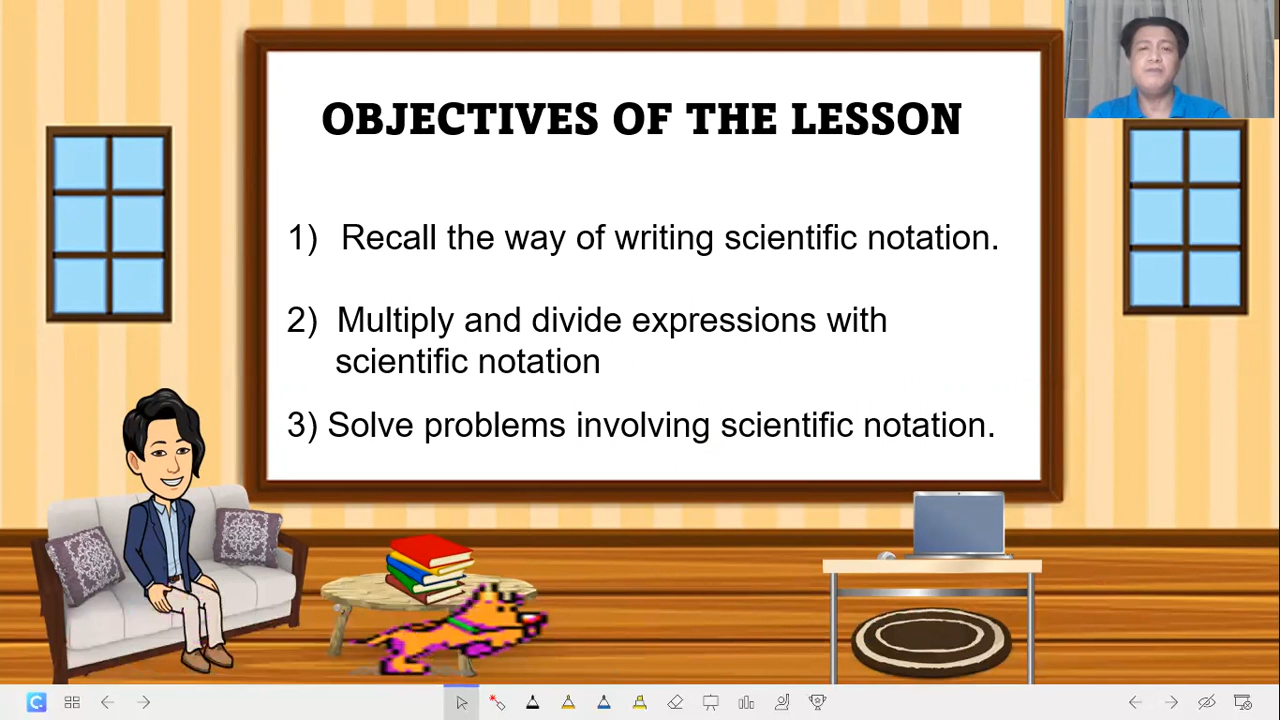 OBJECTIVES OF THE LESSON
1) Recall the way of writing scientific notation.
2) Multiply and divide expressions with
scientific notation
3) Solve problems involving scientific notation.